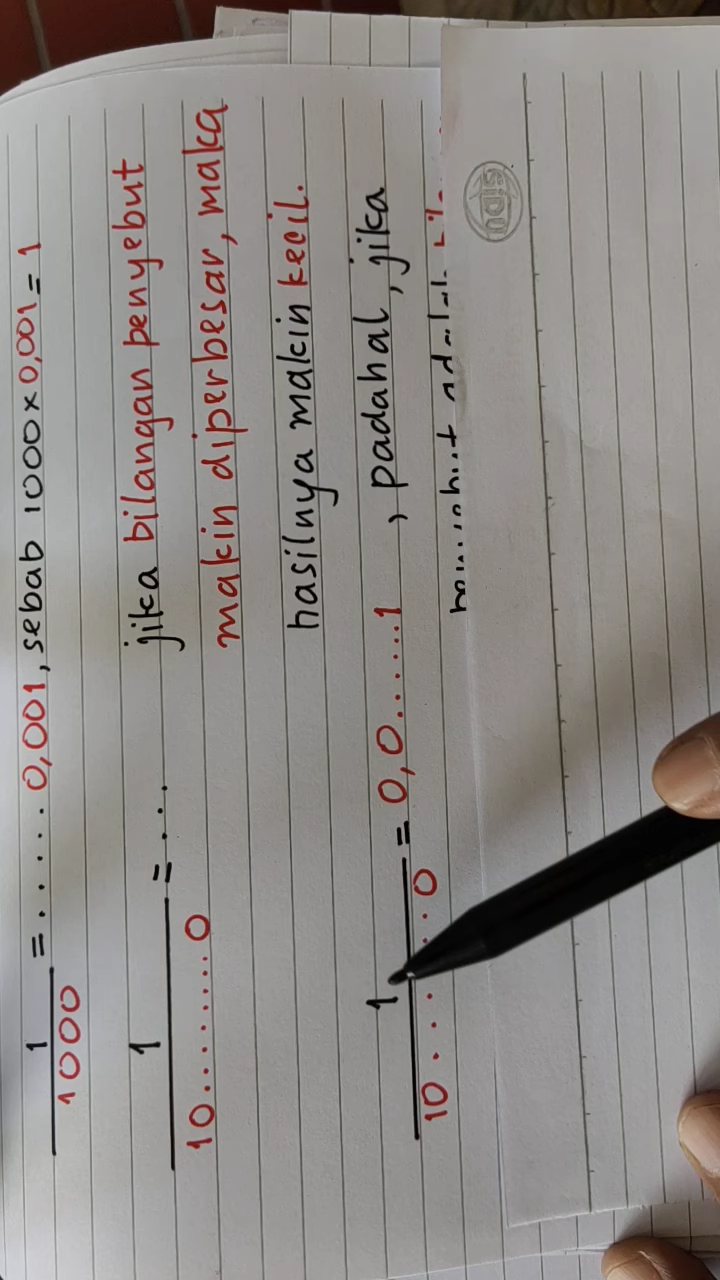 1/1000 = ...... 0,001, sebab 1000 x 0,001 = 1
1/10.........0 = ... jika bilangan penyebut
makin diperbesar, maka
hasilnya makin kecil.
1/10.......0 = 0,0......1 , padahal, jika
SIDU